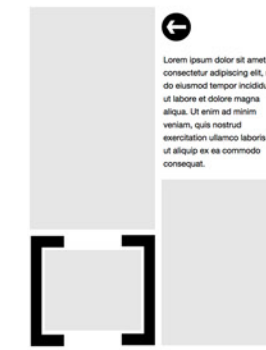 Lorem ipsum dolor sit amet
consectetur adipiscing elit,
do eiusmod tempor incididu
ut labore et dolore magna
aliqua. Ut enim ad minim
veniam, quis nostrud
exercitation ullamco laboris
ut aliquip ex ea commodo
consequat.